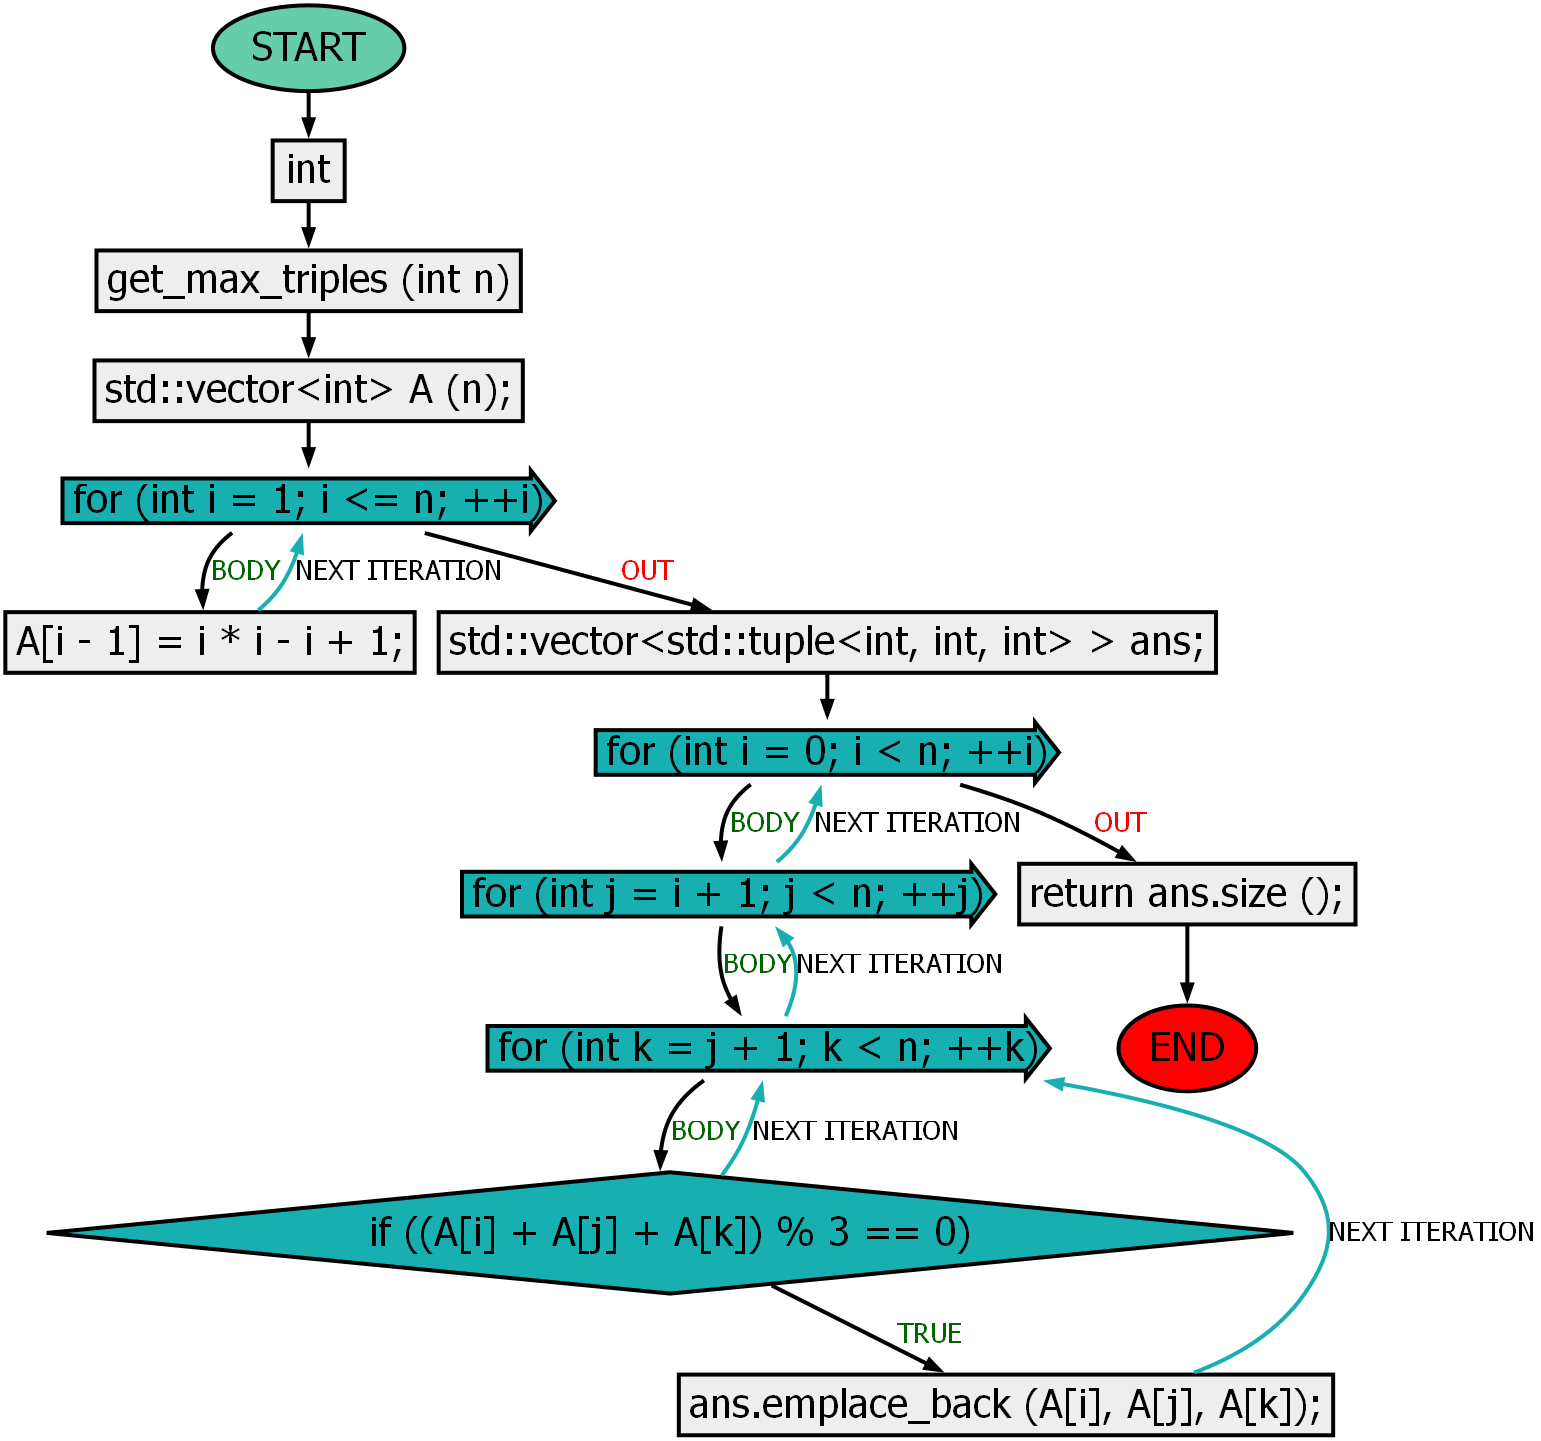 START
int
get_max_triples (int n)
std::vector<int> A (n);
for (int i = 1; i <= n; ++i)
BODY
NEXT ITERATION
OUT
A[i - 1] = i * i - i + 1;
std::vector<std::tuple<int, int, int> > ans;
for (int i = 0; i < n; ++i)
BODY
NEXT ITERATION
OUT
for (int j = i + 1; j < n; ++j)
return ans.size ();
BODY
NEXT ITERATION
for (int k = j + 1; k < n; ++k)
END
BODY
NEXT ITERATION
if ((A[i] + A[j] + A[k]) % 3 == 0)
NEXT ITERATION
TRUE
ans.emplace_back (A[i], A[j], A[k]);